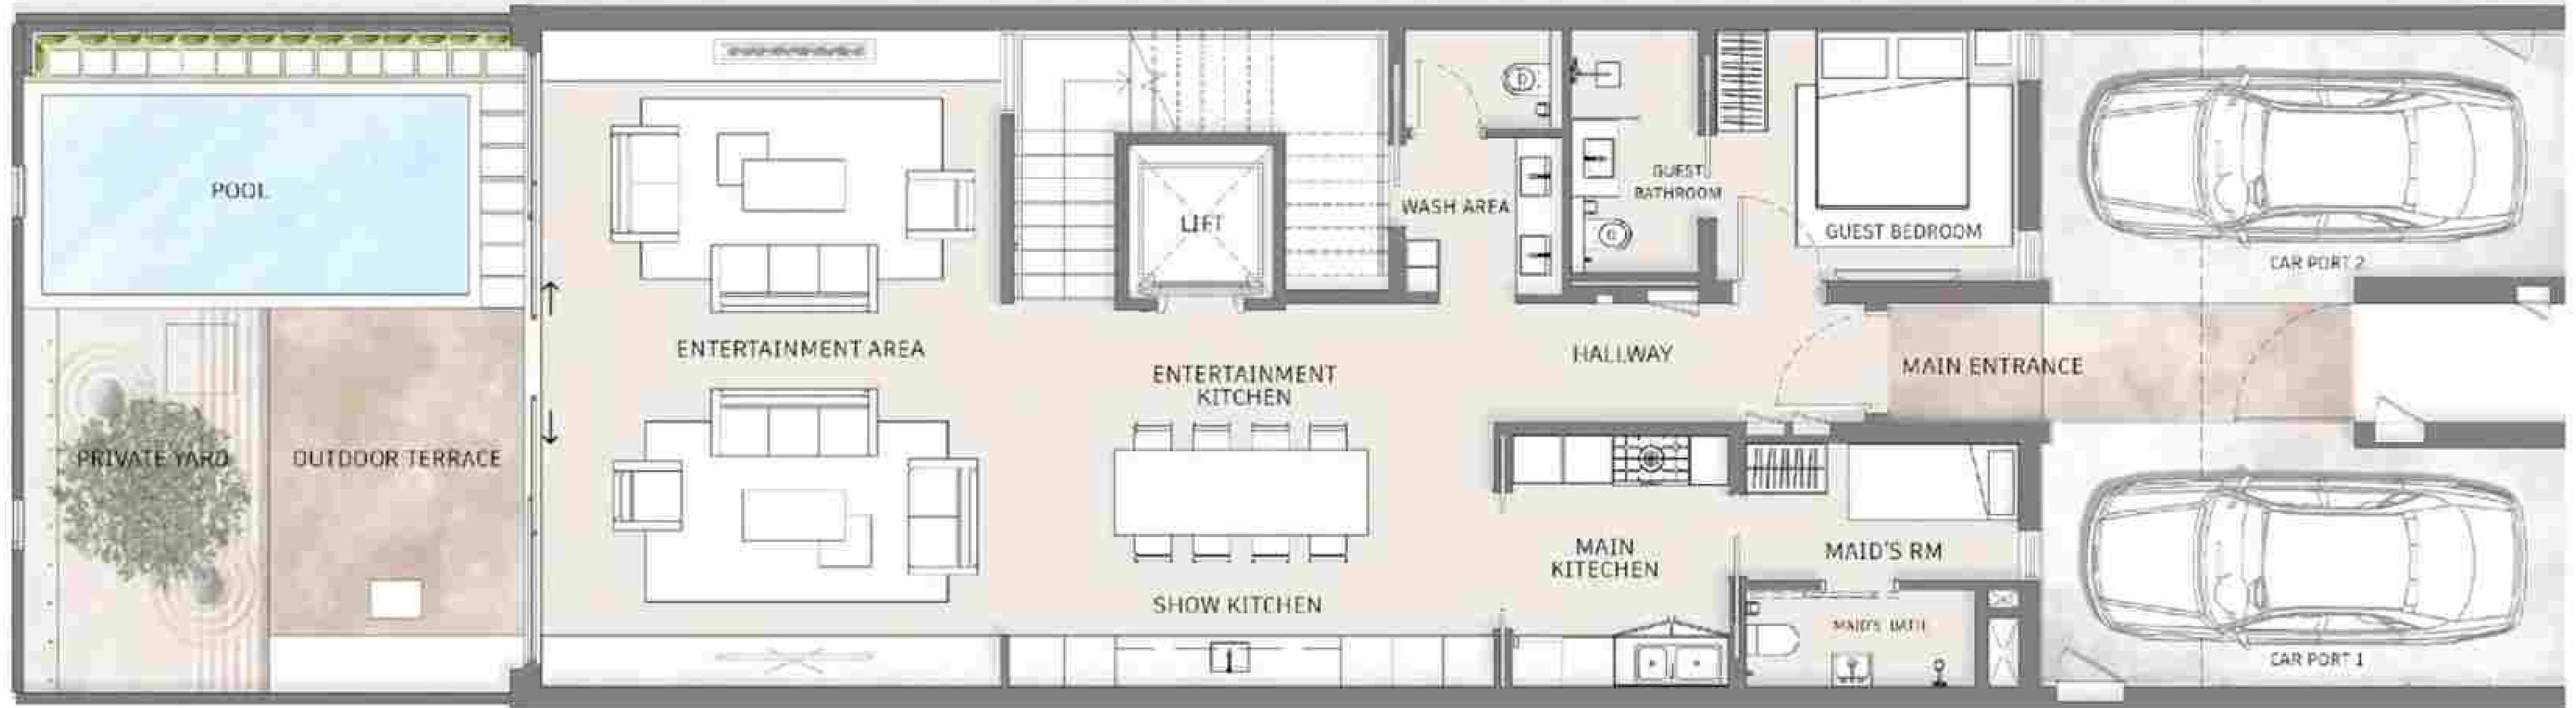 POOL
PRIVATE YARD
OUTDOOR TERRACE
ENTERTAINMENT AREA
LIFT
ENTERTAINMENT
KITCHEN
SHOW KITCHEN
WASH AREA
GUEST
BATHROOM
GUEST BEDROOM
HALLWAY
MAIN ENTRANCE
MAIN
KITECHEN
MAID'S RM
MAID'S BATH
CAR PORT 2
CAR PORT 1